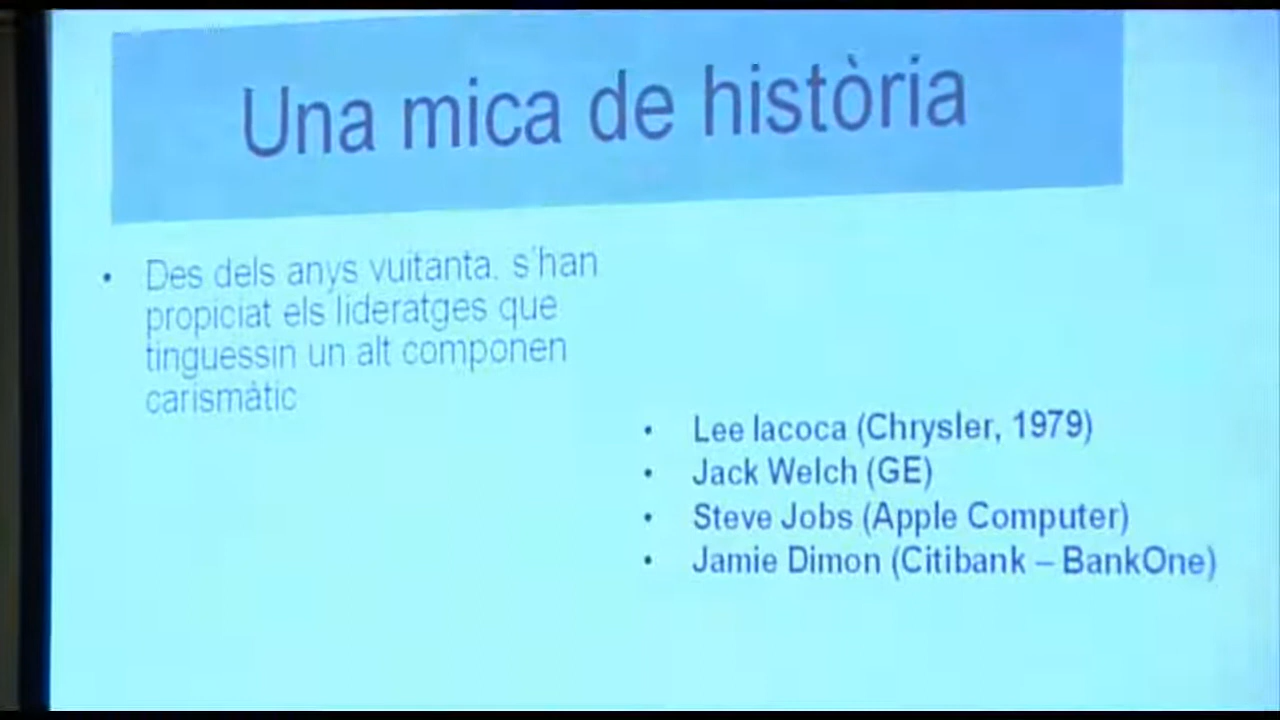 Una mica de història
• Des dels anys vuitanta. s'han
propiciat els lideratges que
tinguessin un alt componen
carismàtic
• Lee Iacoca (Chrysler, 1979)
• Jack Welch (GE)
• Steve Jobs (Apple Computer)
• Jamie Dimon (Citibank – BankOne)